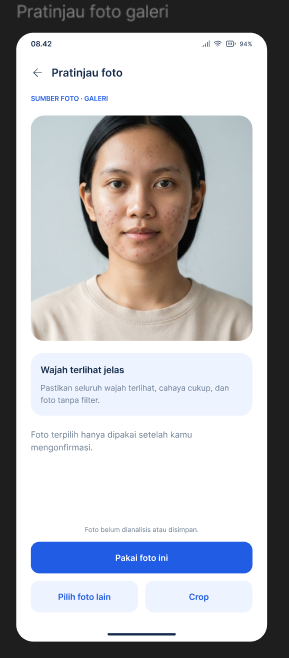 Pratinjau foto galeri
08.42
94%
Pratinjau foto
SUMBER FOTO · GALERI
Wajah terlihat jelas
Pastikan seluruh wajah terlihat, cahaya cukup, dan
foto tanpa filter.
Foto terpilih hanya dipakai setelah kamu
mengonfirmasi.
Foto belum dianalisis atau disimpan.
Pakai foto ini
Pilih foto lain
Crop